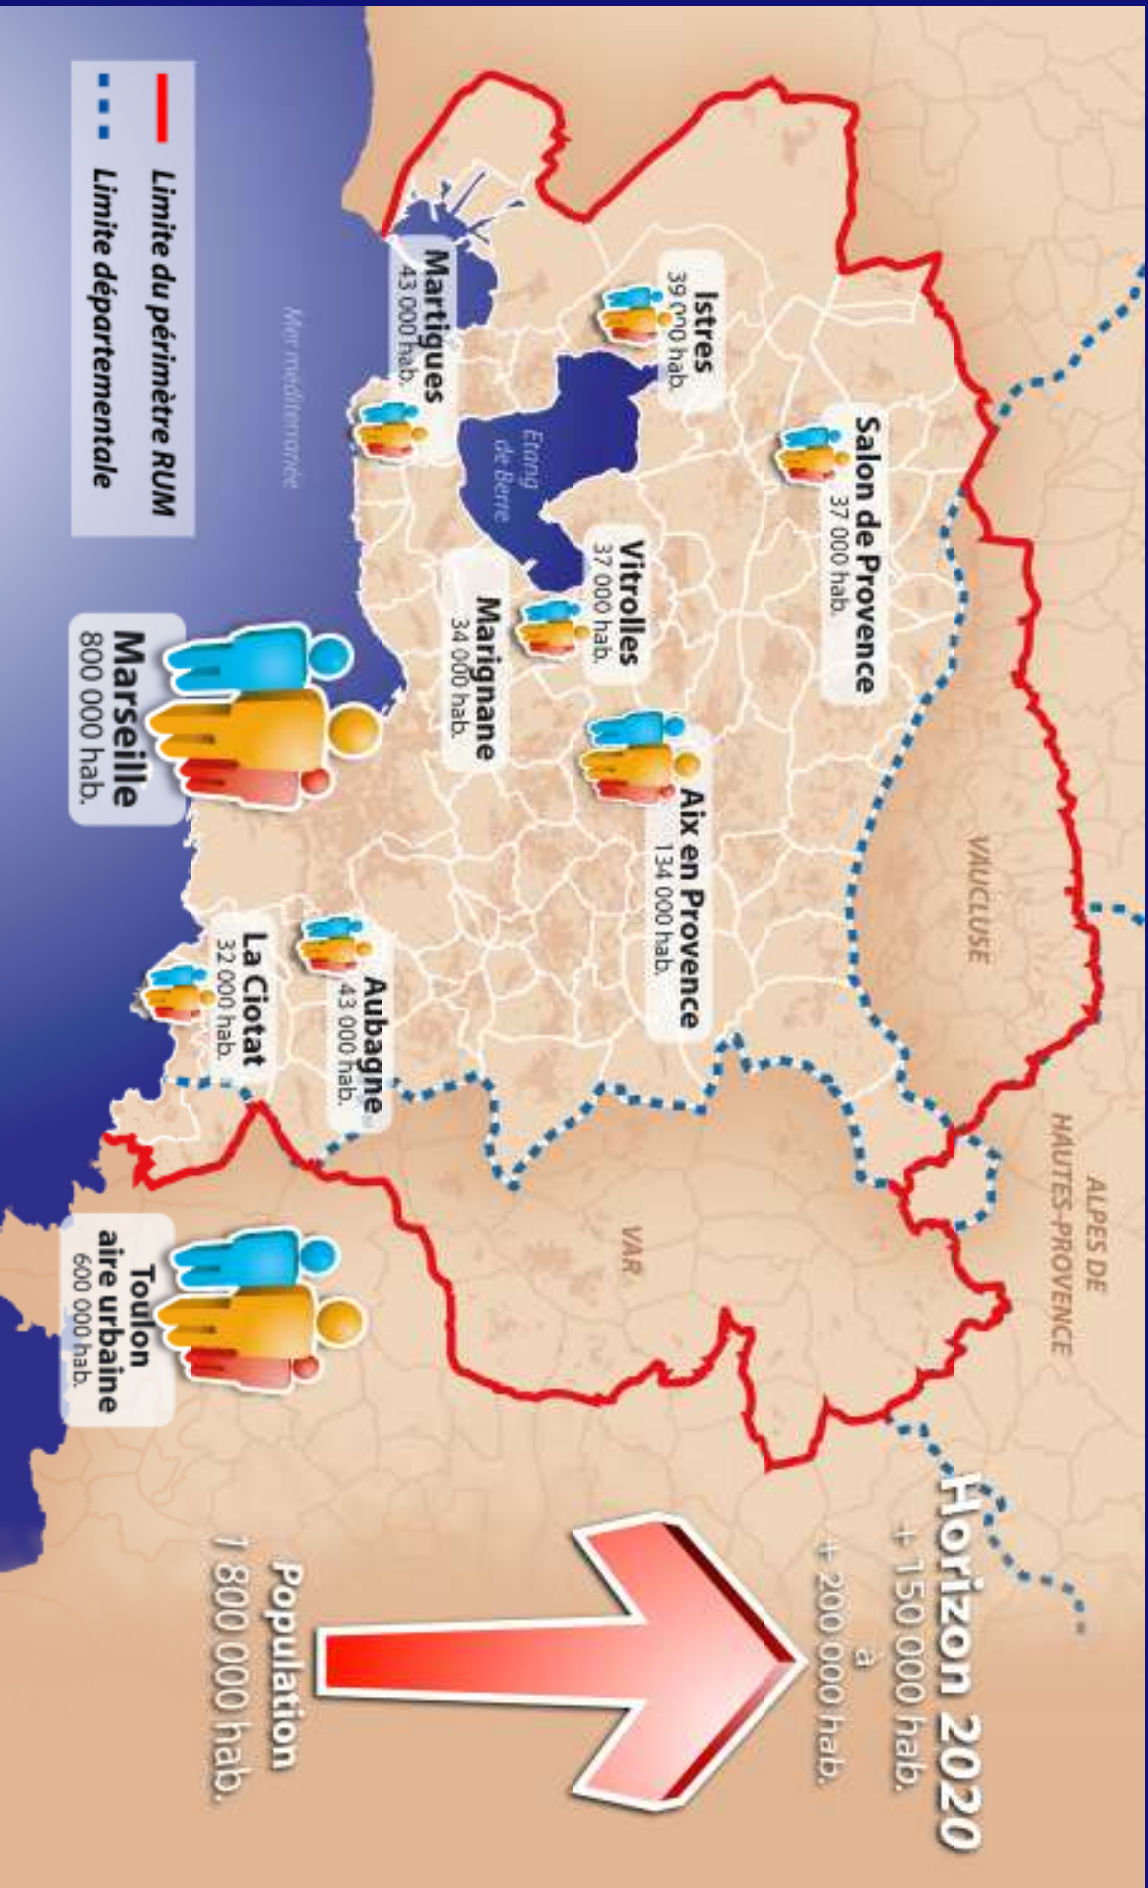 Horizon 2020
+ 150 000 hab.
à
+ 200 000 hab.
Population
1 800 000 hab.
ALPES DE
HAUTES-PROVENCE
VAUCLUSE
VAR
Salon de Provence
37 000 hab.
Istres
39 000 hab.
Aix en Provence
134 000 hab.
Vitrolles
37 000 hab.
Etang
de Berre
Marignane
34 000 hab.
Martigues
43 000 hab.
Aubagne
43 000 hab.
Mer méditerranée
La Ciotat
32 000 hab.
Marseille
800 000 hab.
Toulon
aire urbaine
600 000 hab.
Limite du périmètre RUM
Limite départementale